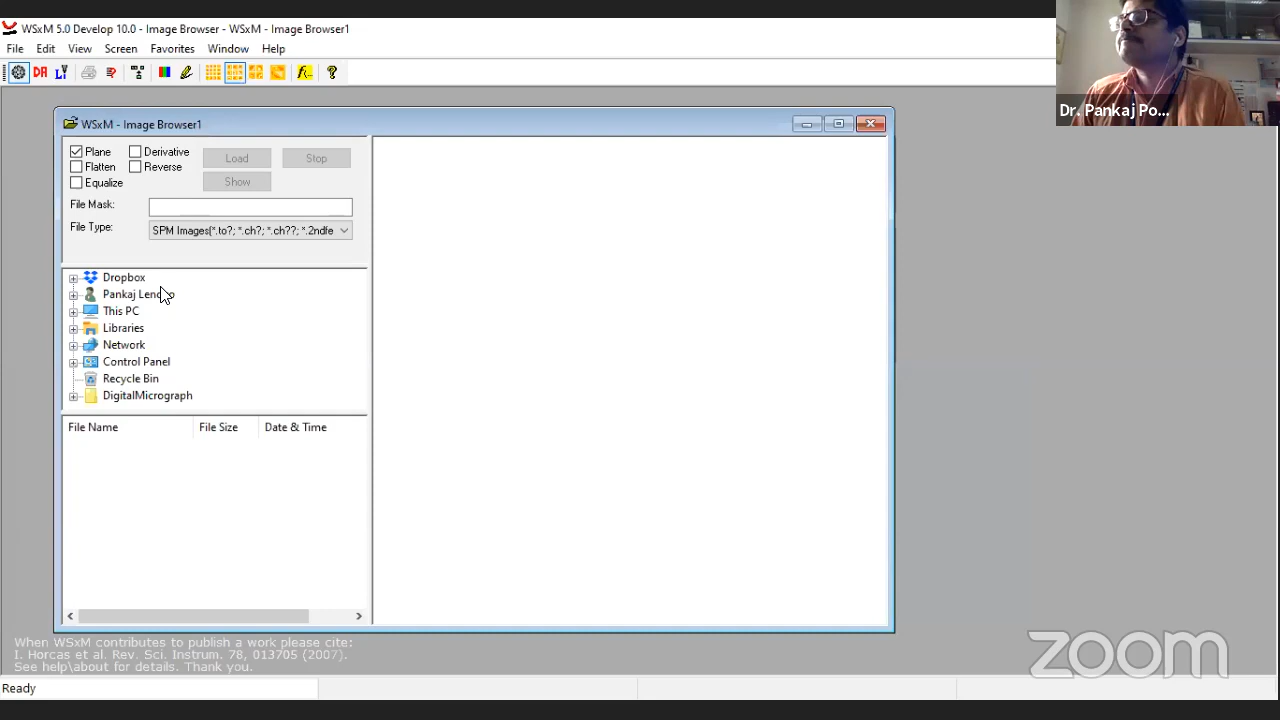 WSxM 5.0 Develop 10.0 - Image Browser - WSxM - Image Browser1
File Edit View Screen Favorites Window Help
Dr. Pankaj Po...
WSxM - Image Browser1
Plane Derivative Load Stop
Flatten Reverse
Equalize Show
File Mask:
File Type: SPM Images(*.to?; *.ch?; *.ch??; *.2ndfe
Dropbox
Pankaj
This PC
Libraries
Network
Control Panel
Recycle Bin
DigitalMicrograph
File Name File Size Date & Time
When WSxM contributes to publish a work please cite:
I. Horcas et al. Rev. Sci. Instrum. 78, 013705 (2007).
See help\about for details. Thank you.
zoom
Ready